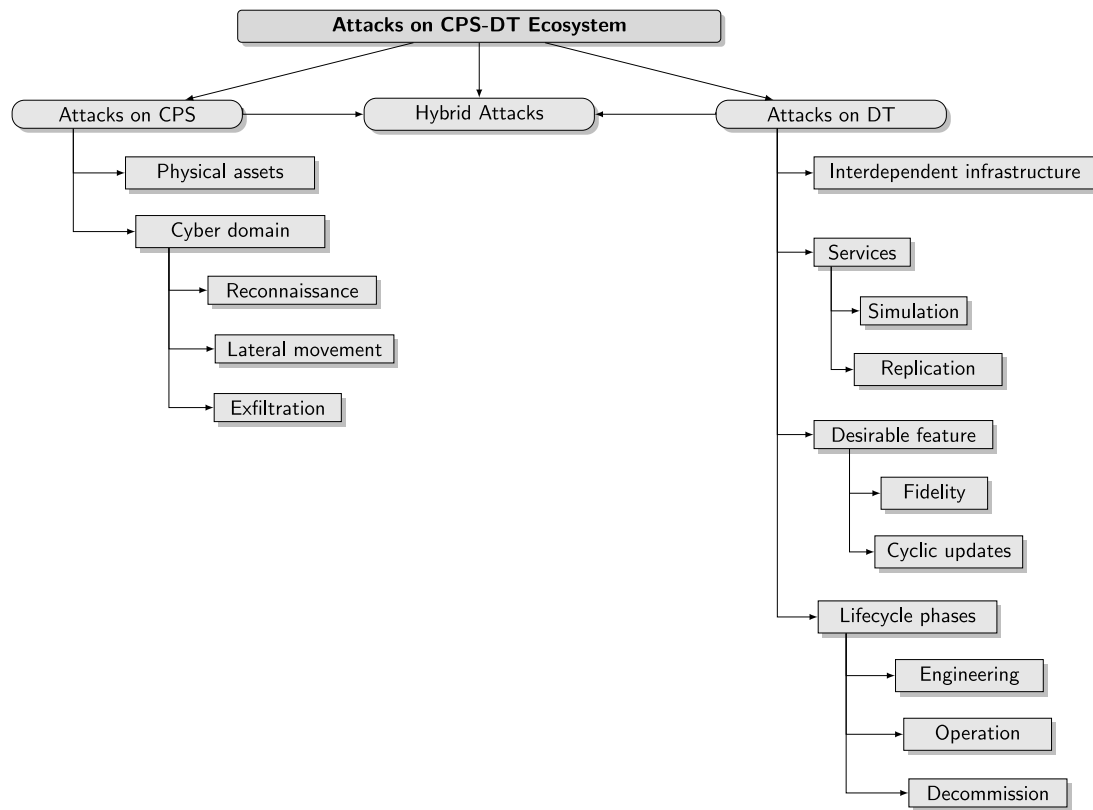 Attacks on CPS-DT Ecosystem
Attacks on CPS
Hybrid Attacks
Attacks on DT
Physical assets
Cyber domain
Reconnaissance
Lateral movement
Exfiltration
Interdependent infrastructure
Services
Simulation
Replication
Desirable feature
Fidelity
Cyclic updates
Lifecycle phases
Engineering
Operation
Decommission